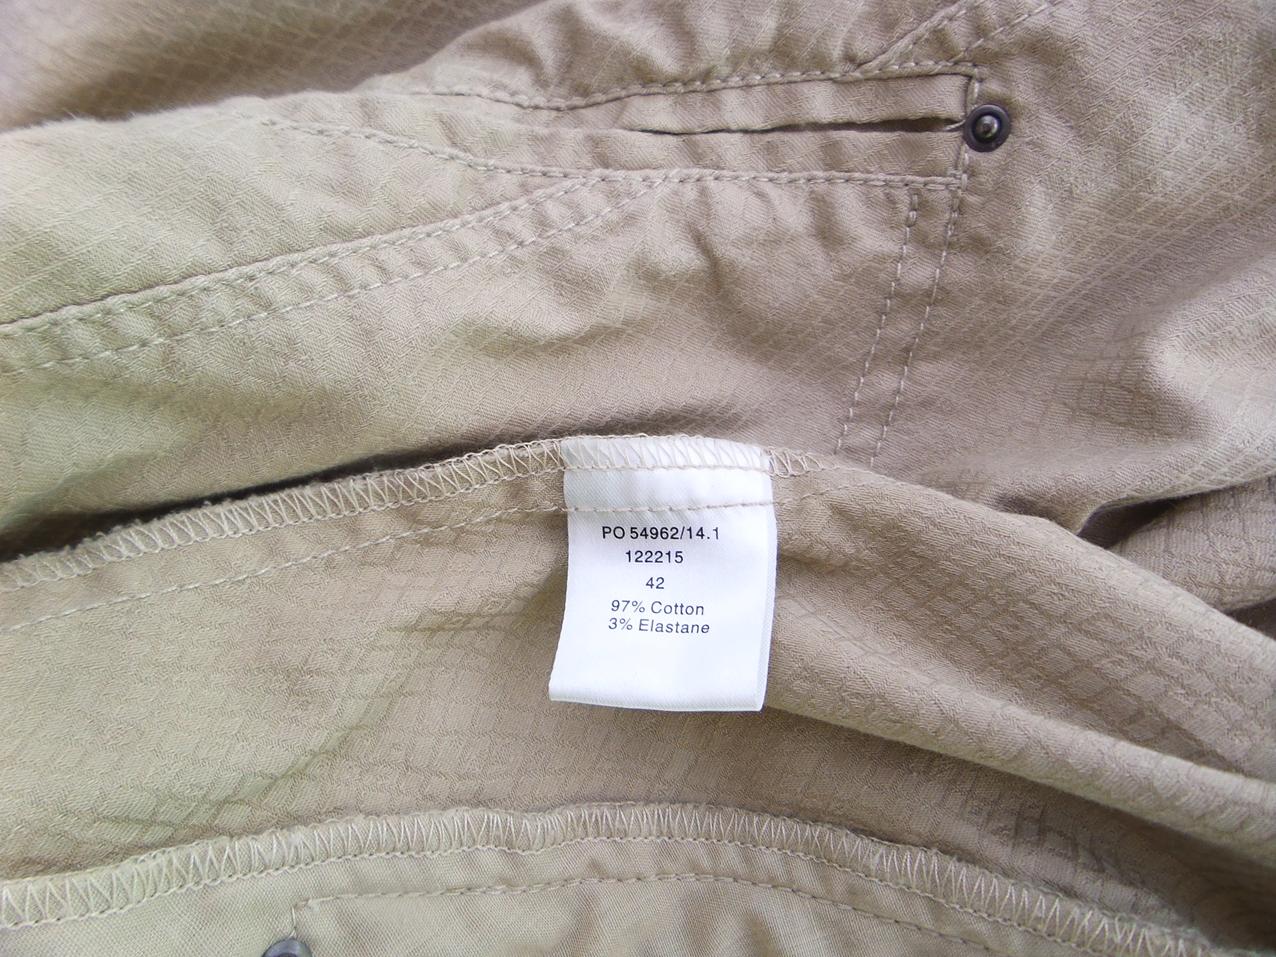 PO 54962/14.1
122215
42
97% Cotton
3% Elastane